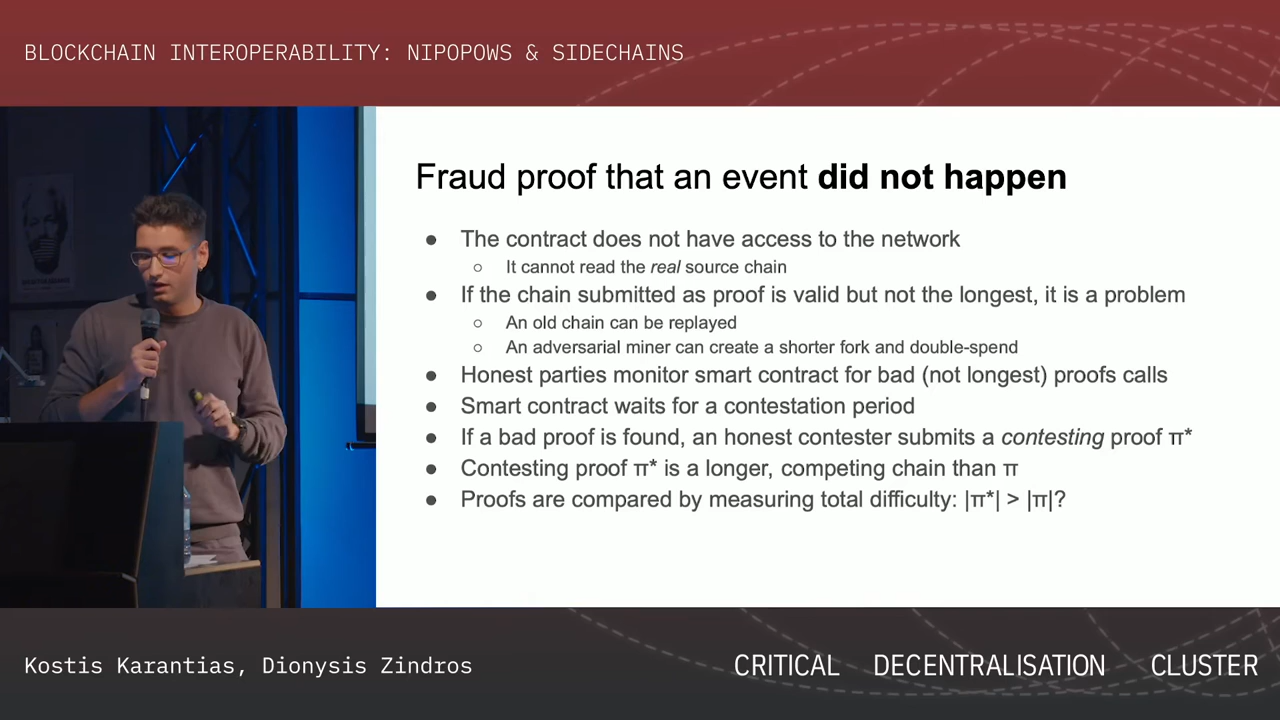 BLOCKCHAIN INTEROPERABILITY: NIPOPOWS & SIDECHAINS
Fraud proof that an event did not happen
● The contract does not have access to the network
○ It cannot read the real source chain
● If the chain submitted as proof is valid but not the longest, it is a problem
○ An old chain can be replayed
○ An adversarial miner can create a shorter fork and double-spend
● Honest parties monitor smart contract for bad (not longest) proofs calls
● Smart contract waits for a contestation period
● If a bad proof is found, an honest contester submits a contesting proof π*
● Contesting proof π* is a longer, competing chain than π
● Proofs are compared by measuring total difficulty: |π*| > |π|?
Kostis Karantias, Dionysis Zindros
CRITICAL DECENTRALISATION CLUSTER